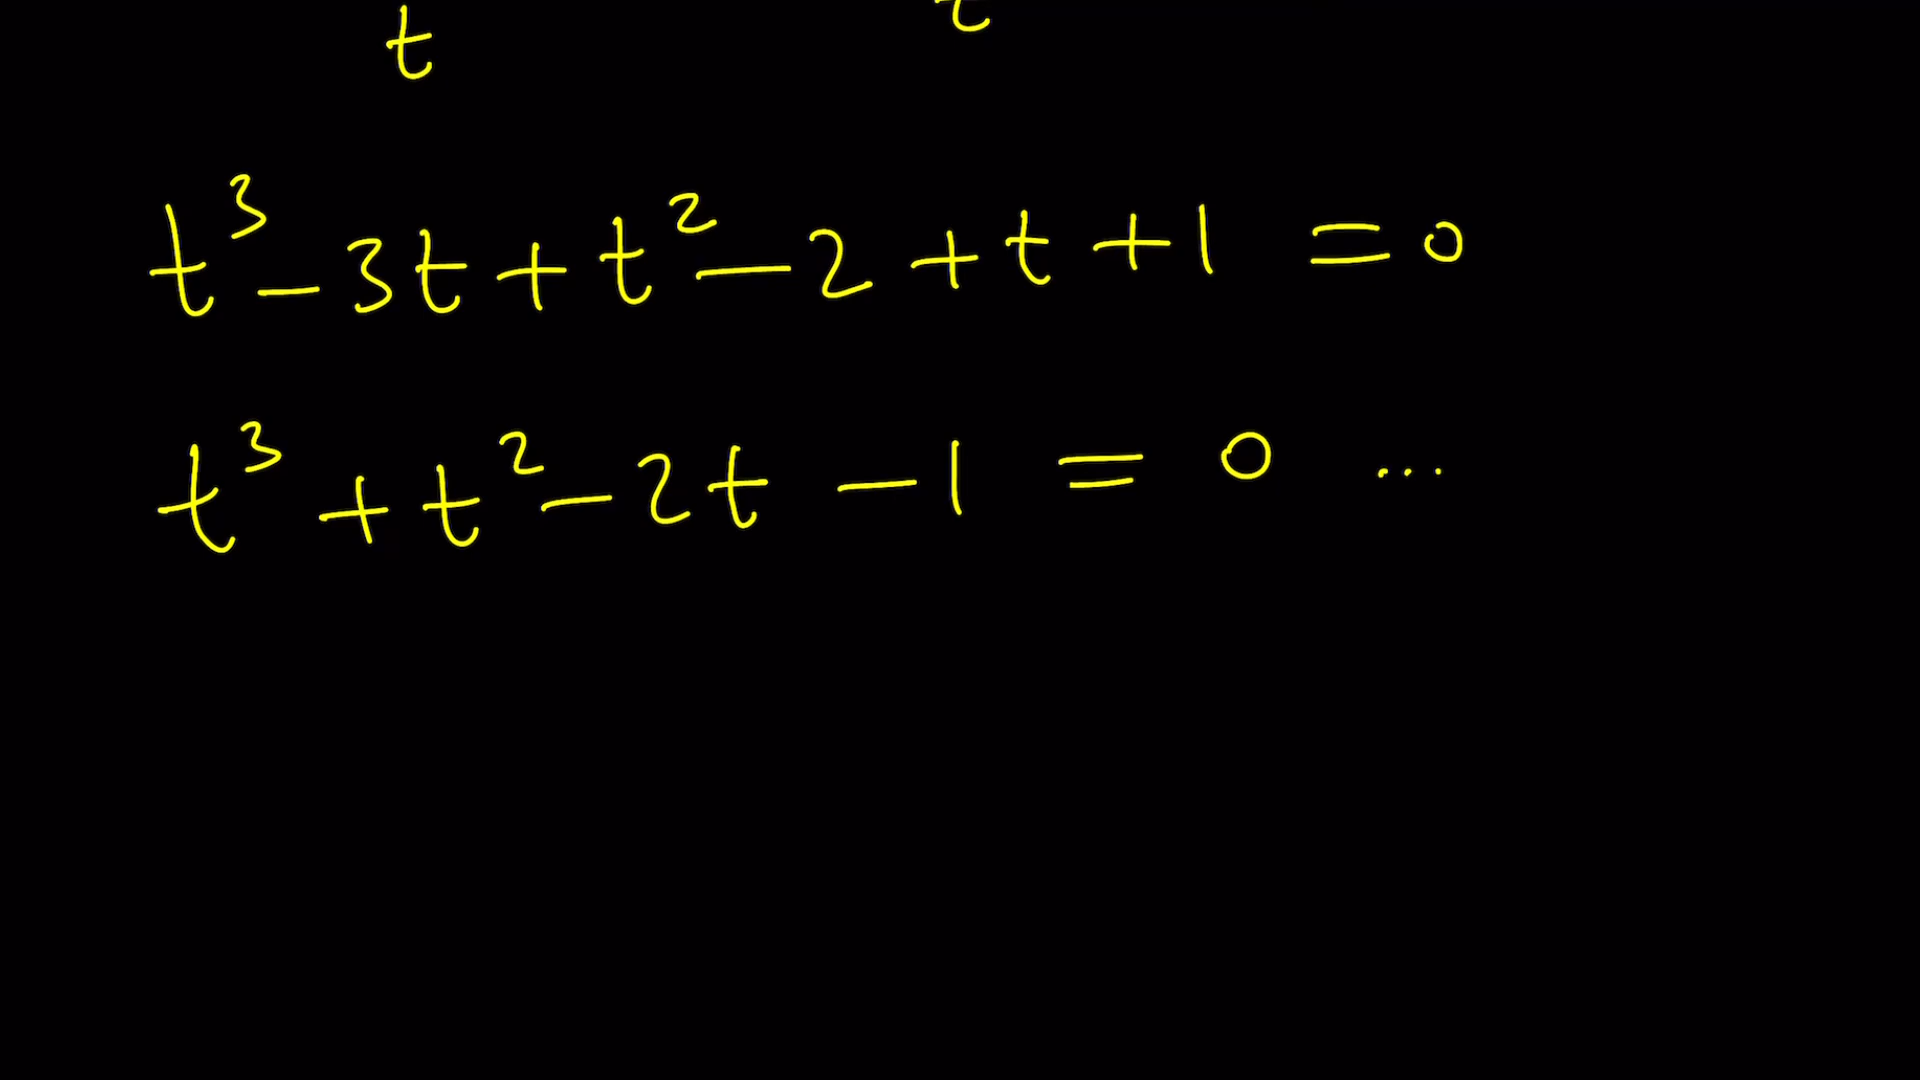 t t
t³ - 3t + t² - 2 + t + 1 = 0
t³ + t² - 2t - 1 = 0 ...